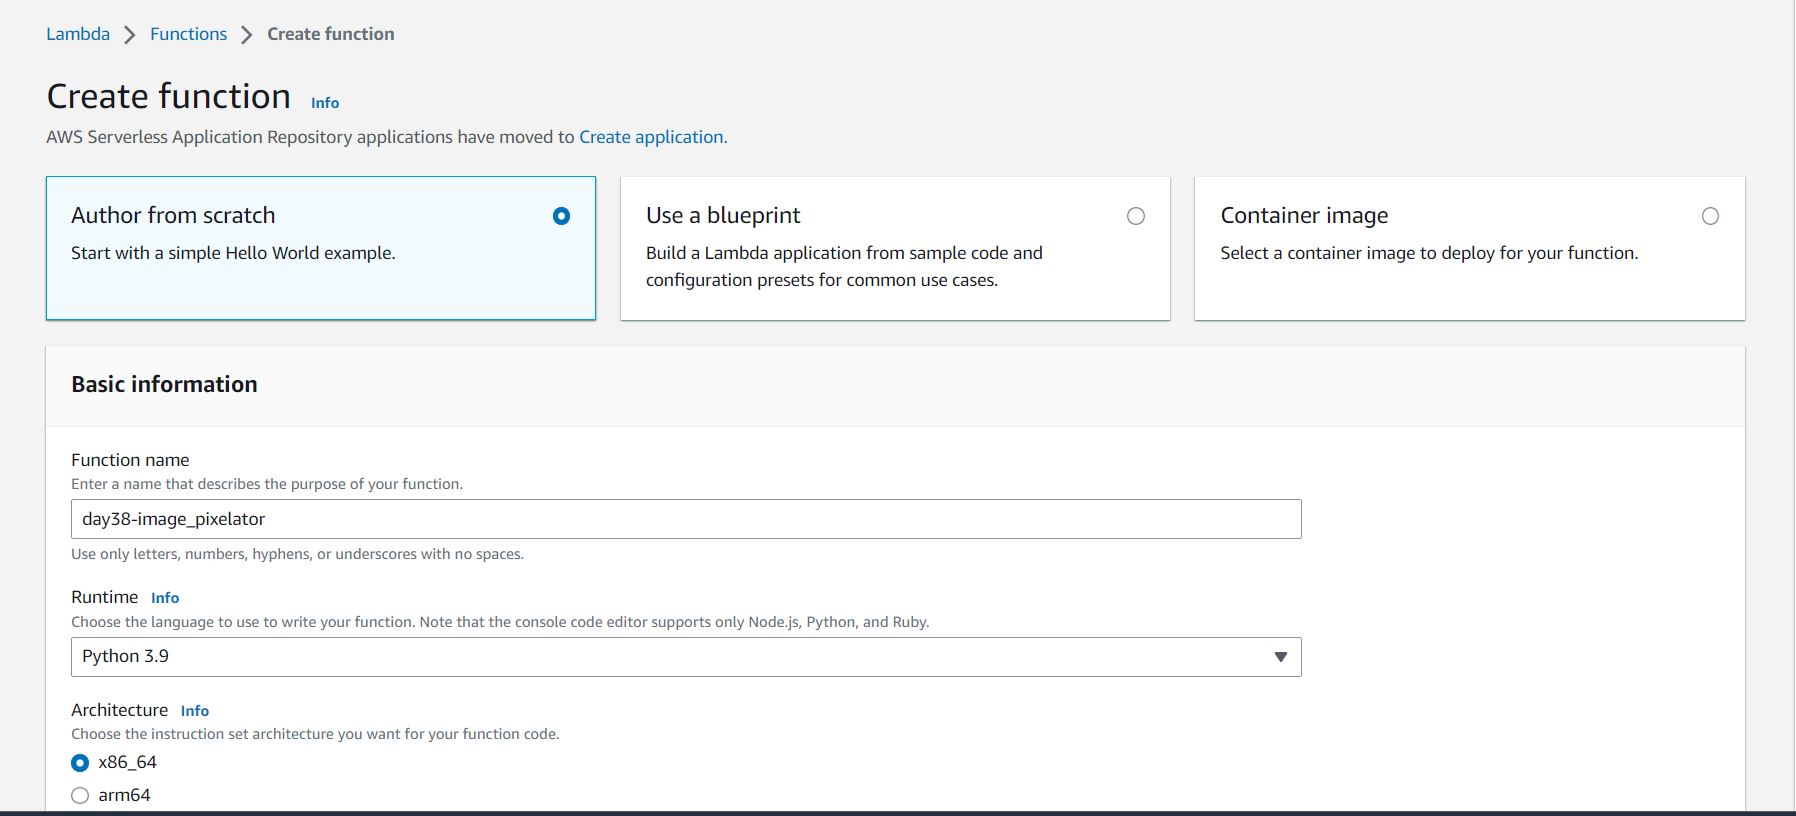 Lambda > Functions > Create function
Create function Info
AWS Serverless Application Repository applications have moved to Create application.
Author from scratch
Start with a simple Hello World example.
Use a blueprint
Build a Lambda application from sample code and
configuration presets for common use cases.
Container image
Select a container image to deploy for your function.
Basic information
Function name
Enter a name that describes the purpose of your function.
day38-image_pixelator
Use only letters, numbers, hyphens, or underscores with no spaces.
Runtime Info
Choose the language to use to write your function. Note that the console code editor supports only Node.js, Python, and Ruby.
Python 3.9
Architecture Info
Choose the instruction set architecture you want for your function code.
x86_64
arm64